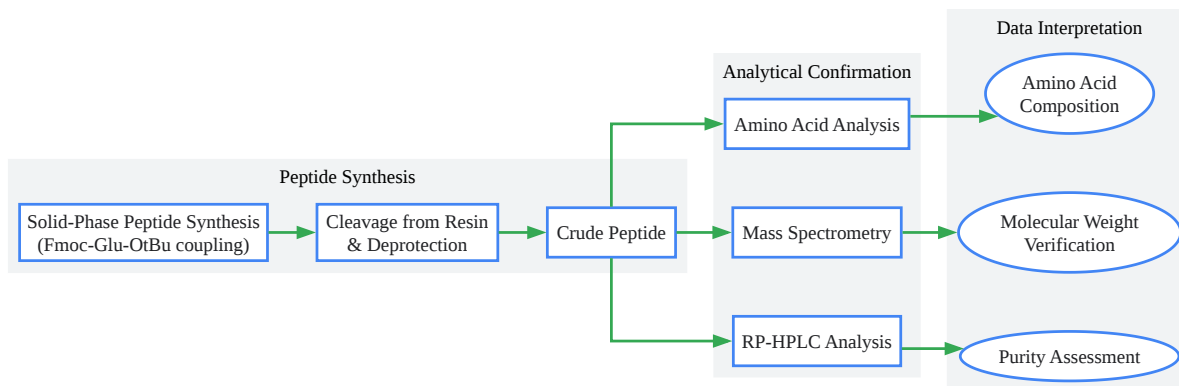 Data Interpretation
Analytical Confirmation
Amino Acid
Composition
Amino Acid Analysis
Peptide Synthesis
Solid-Phase Peptide Synthesis
(Fmoc-Glu-OtBu coupling)
Cleavage from Resin
& Deprotection
Crude Peptide
Mass Spectrometry
Molecular Weight
Verification
RP-HPLC Analysis
Purity Assessment